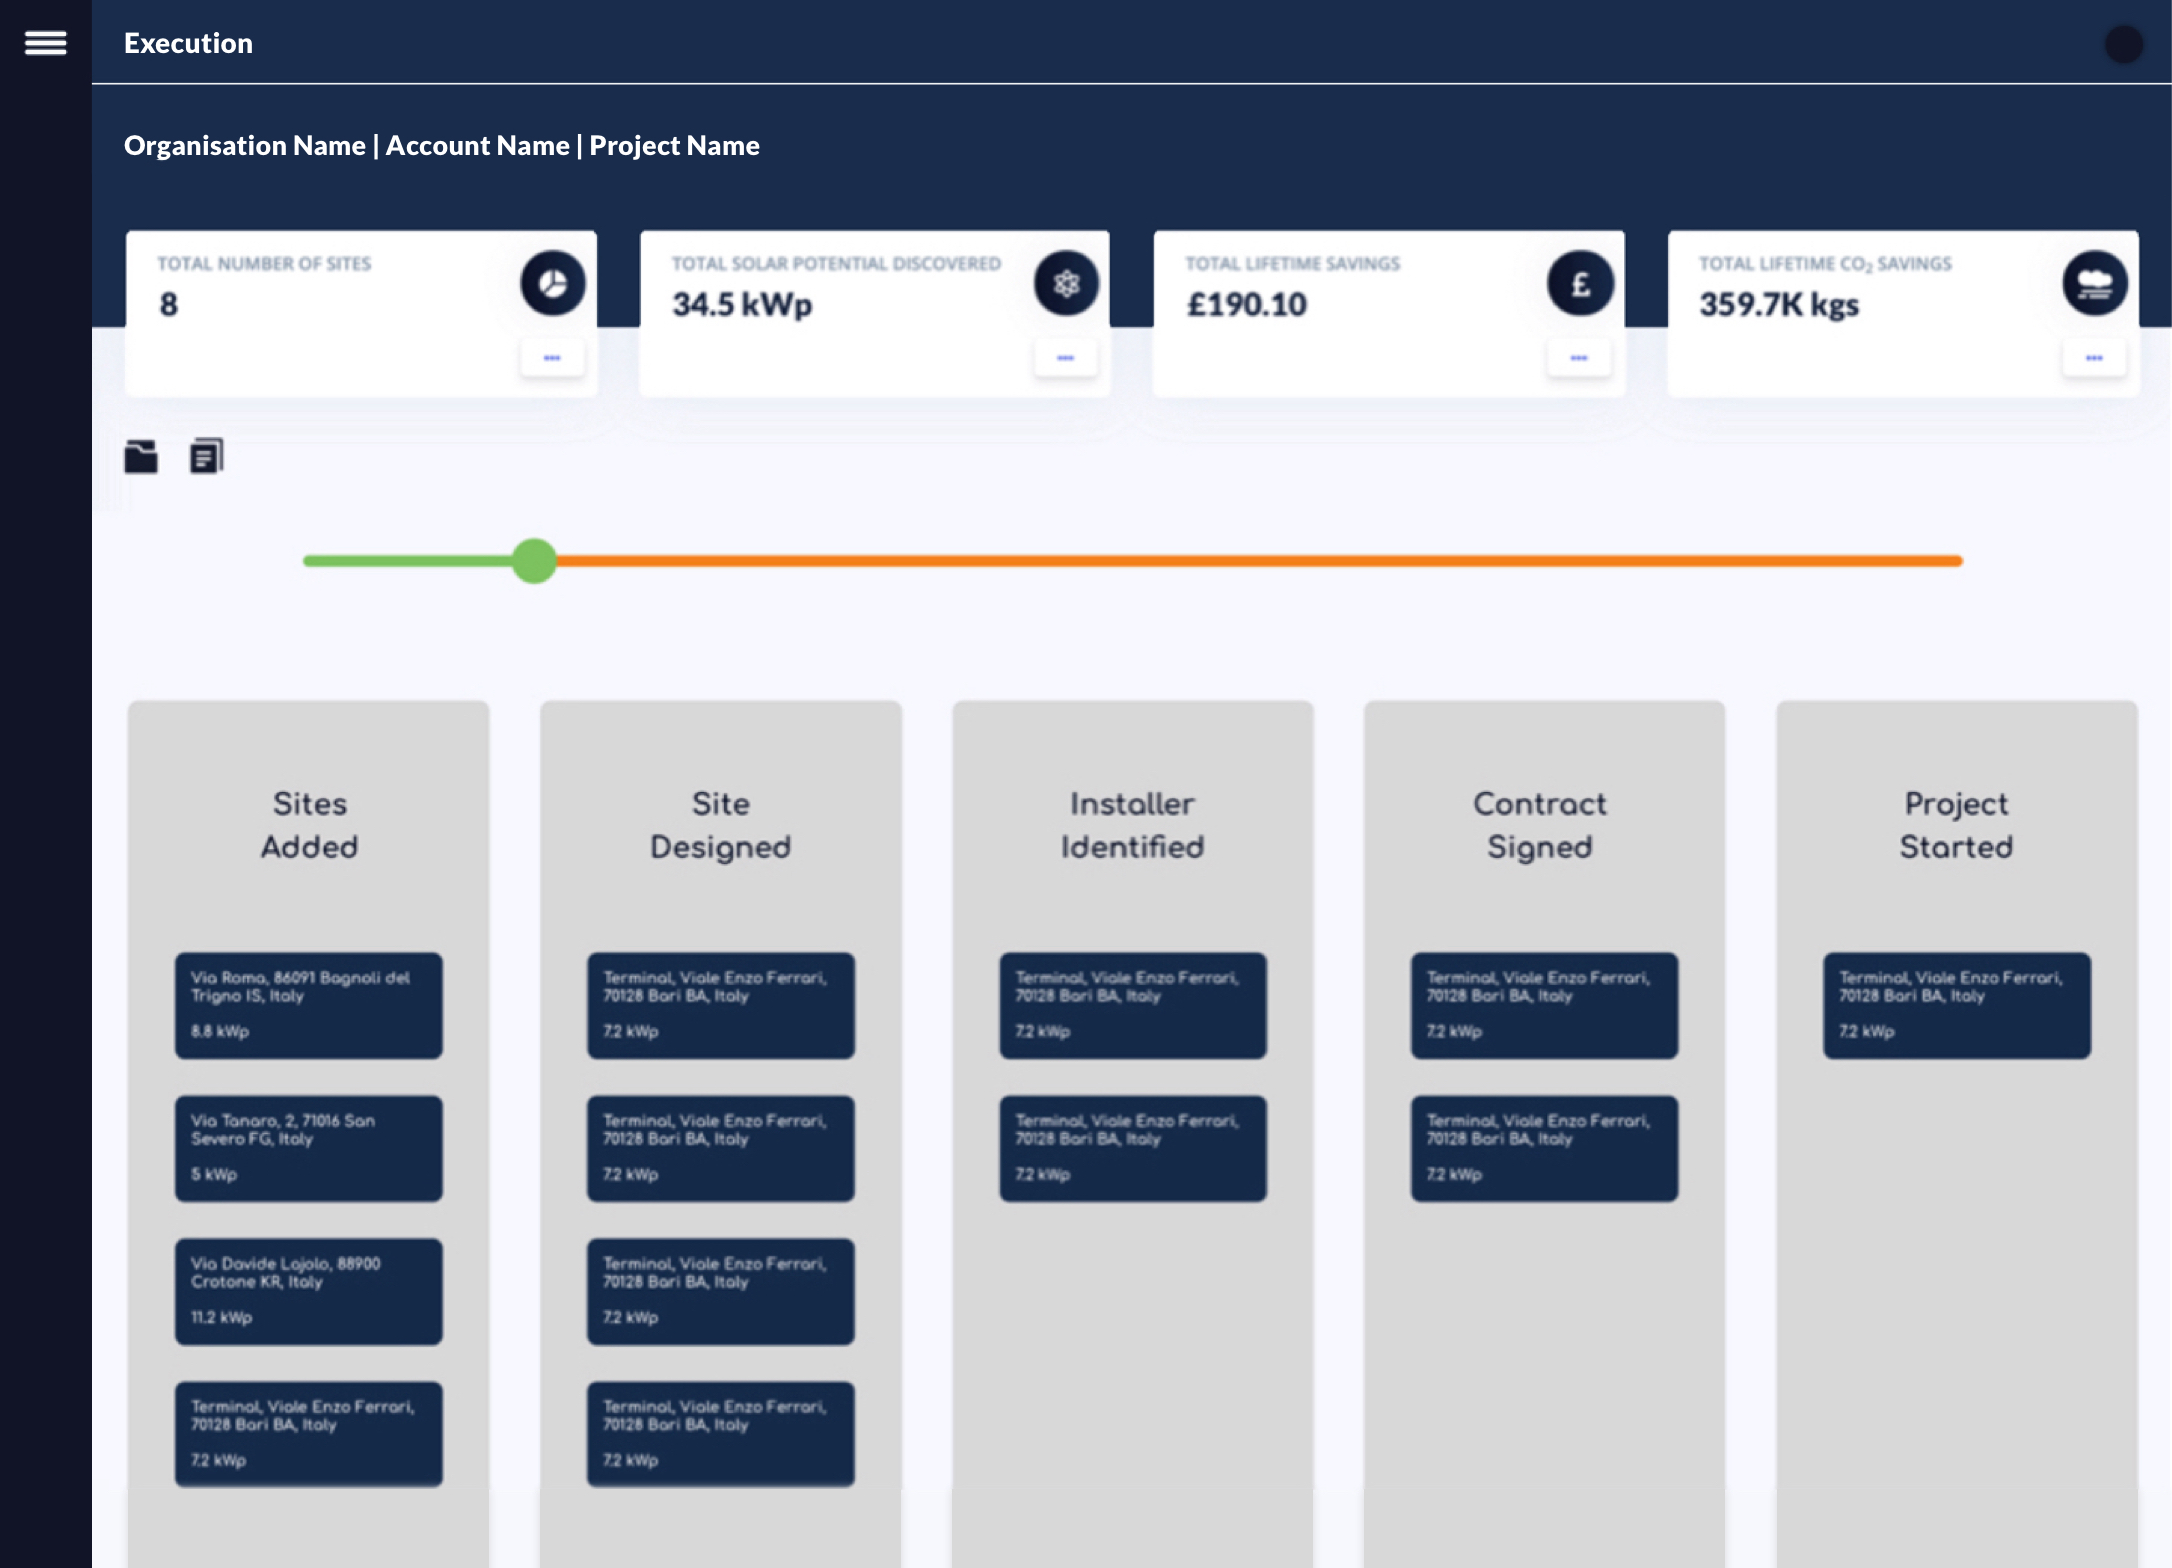 Execution
Organisation Name | Account Name | Project Name
TOTAL NUMBER OF SITES
8
TOTAL SOLAR POTENTIAL DISCOVERED
34.5 kWp
TOTAL LIFETIME SAVINGS
£190.10
£
TOTAL LIFETIME CO₂ SAVINGS
359.7K kgs
Sites
Added
Via Roma, 86091 Bagnoli del
Trigno IS, Italy
8.8 kWp
Via Tanaro, 2, 71016 San
Severo FG, Italy
5 kWp
Via Davide Lajolo, 88900
Crotone KR, Italy
11.2 kWp
Terminal, Viale Enzo Ferrari,
70128 Bari BA, Italy
7.2 kWp
Site
Designed
Terminal, Viale Enzo Ferrari,
70128 Bari BA, Italy
7.2 kWp
Terminal, Viale Enzo Ferrari,
70128 Bari BA, Italy
7.2 kWp
Terminal, Viale Enzo Ferrari,
70128 Bari BA, Italy
7.2 kWp
Terminal, Viale Enzo Ferrari,
70128 Bari BA, Italy
7.2 kWp
Installer
Identified
Terminal, Viale Enzo Ferrari,
70128 Bari BA, Italy
7.2 kWp
Terminal, Viale Enzo Ferrari,
70128 Bari BA, Italy
7.2 kWp
Contract
Signed
Terminal, Viale Enzo Ferrari,
70128 Bari BA, Italy
7.2 kWp
Terminal, Viale Enzo Ferrari,
70128 Bari BA, Italy
7.2 kWp
Project
Started
Terminal, Viale Enzo Ferrari,
70128 Bari BA, Italy
7.2 kWp